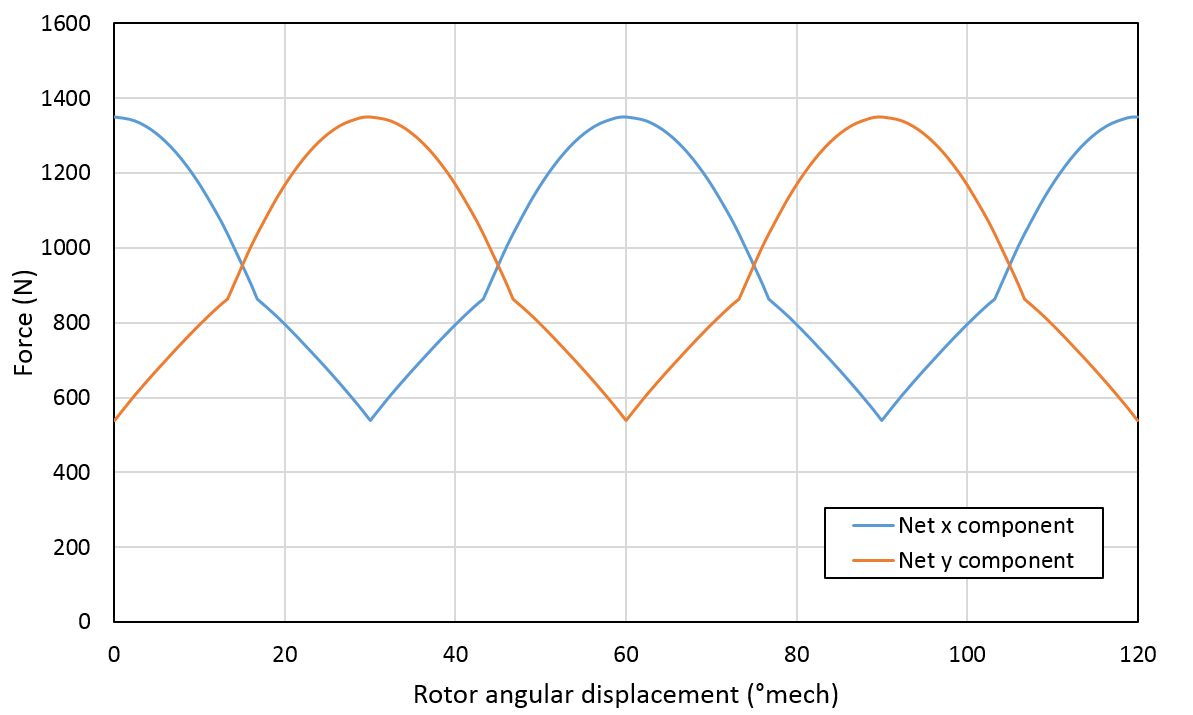 1600
1400
1200
1000
800
600
400
200
0
Force (N)
Net x component
Net y component
0 20 40 60 80 100 120
Rotor angular displacement (°mech)